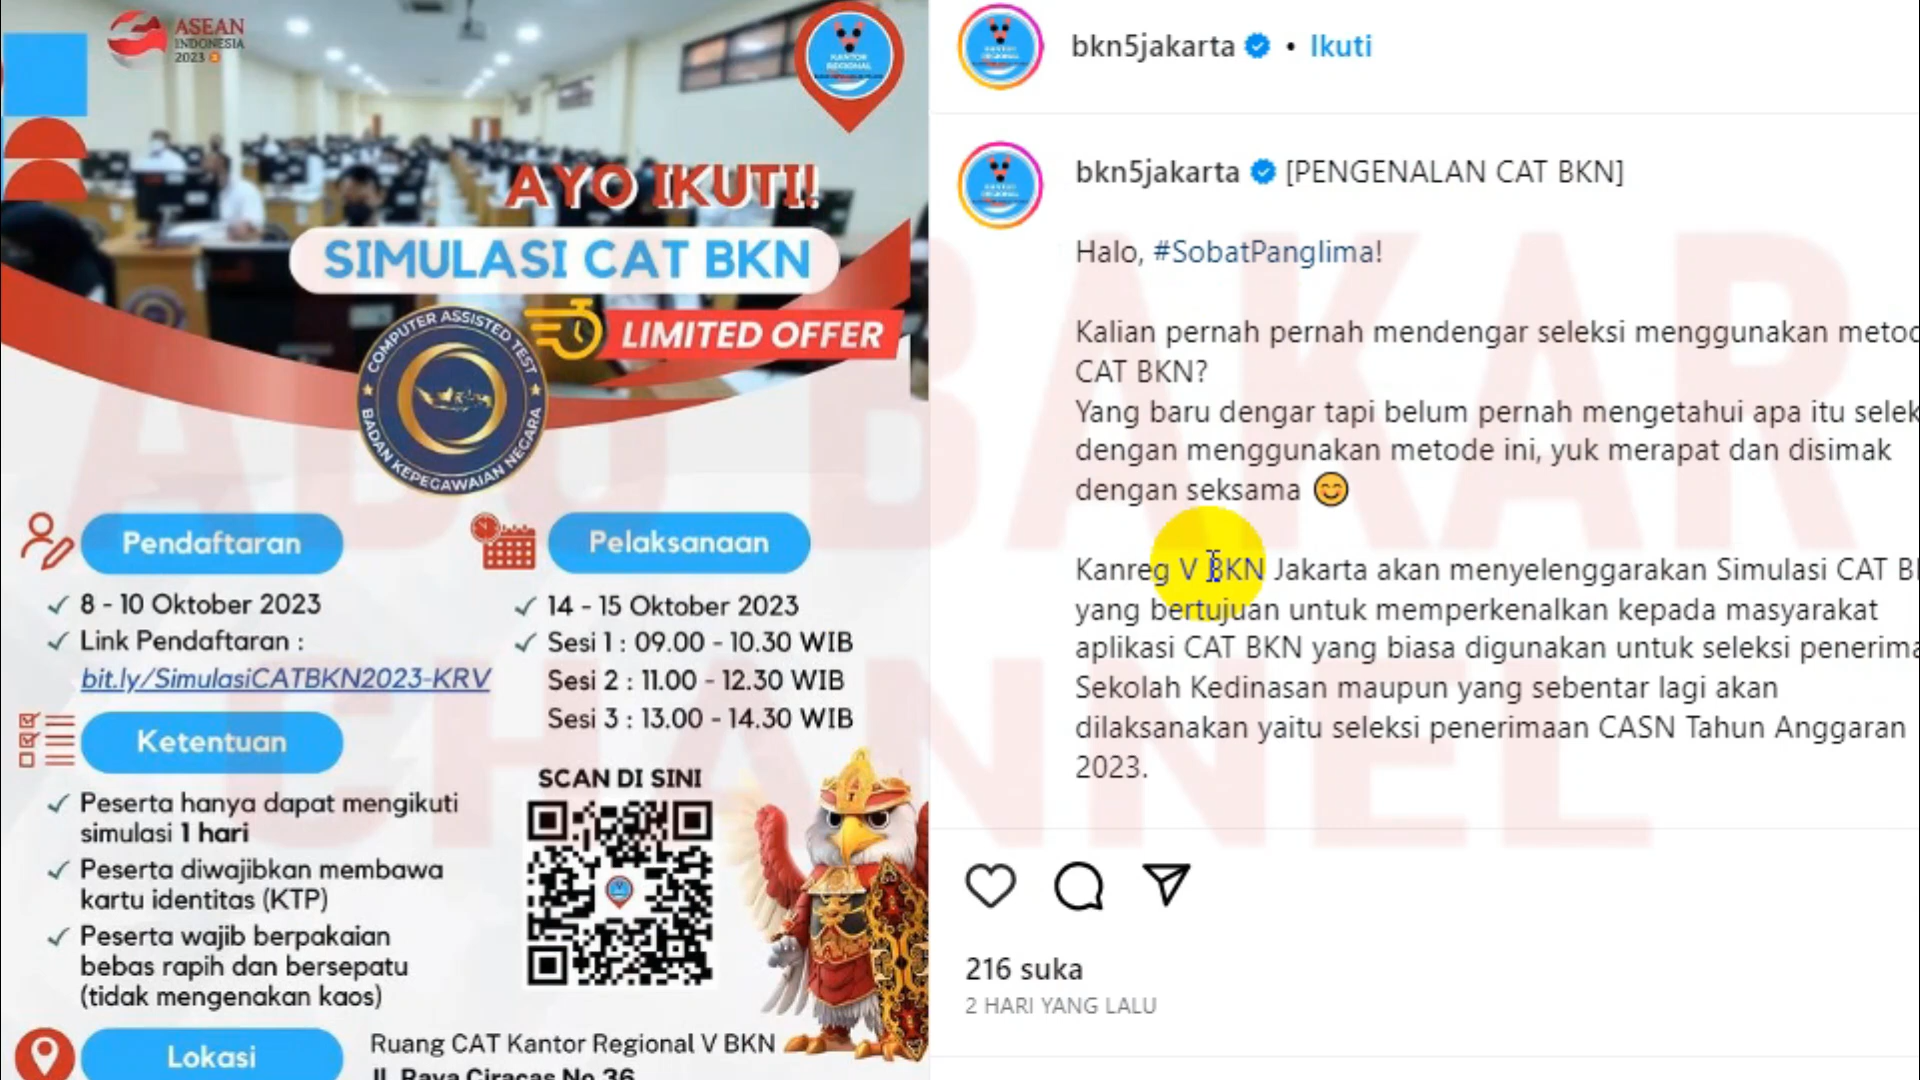 ASEAN
INDONESIA
2023
KANTOR
REGIONAL
AYO IKUTI!
SIMULASI CAT BKN
LIMITED OFFER
COMPUTER ASSISTED TEST
BADAN KEPEGAWAIAN NEGARA
Pendaftaran
8 - 10 Oktober 2023
Link Pendaftaran :
bit.ly/SimulasiCATBKN2023-KRV
Pelaksanaan
14 - 15 Oktober 2023
Sesi 1 : 09.00 - 10.30 WIB
Sesi 2 : 11.00 - 12.30 WIB
Sesi 3 : 13.00 - 14.30 WIB
Ketentuan
Peserta hanya dapat mengikuti
simulasi 1 hari
Peserta diwajibkan membawa
kartu identitas (KTP)
Peserta wajib berpakaian
bebas rapih dan bersepatu
(tidak mengenakan kaos)
SCAN DI SINI
Lokasi
Ruang CAT Kantor Regional V BKN
Jl. Raya Ciracas No.36
bkn5jakarta • Ikuti
bkn5jakarta [PENGENALAN CAT BKN]
Halo, #SobatPanglima!
Kalian pernah pernah mendengar seleksi menggunakan metod
CAT BKN?
Yang baru dengar tapi belum pernah mengetahui apa itu selek
dengan menggunakan metode ini, yuk merapat dan disimak
dengan seksama 😊
Kanreg V BKN Jakarta akan menyelenggarakan Simulasi CAT B
yang bertujuan untuk memperkenalkan kepada masyarakat
aplikasi CAT BKN yang biasa digunakan untuk seleksi penerima
Sekolah Kedinasan maupun yang sebentar lagi akan
dilaksanakan yaitu seleksi penerimaan CASN Tahun Anggaran
2023.
216 suka
2 HARI YANG LALU
ABU BAKAR
CHANNEL